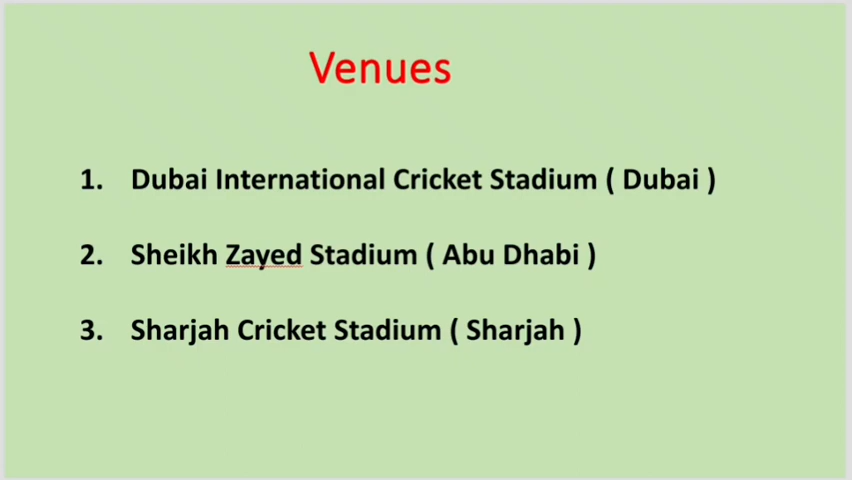 Venues
1. Dubai International Cricket Stadium ( Dubai )
2. Sheikh Zayed Stadium ( Abu Dhabi )
3. Sharjah Cricket Stadium ( Sharjah )